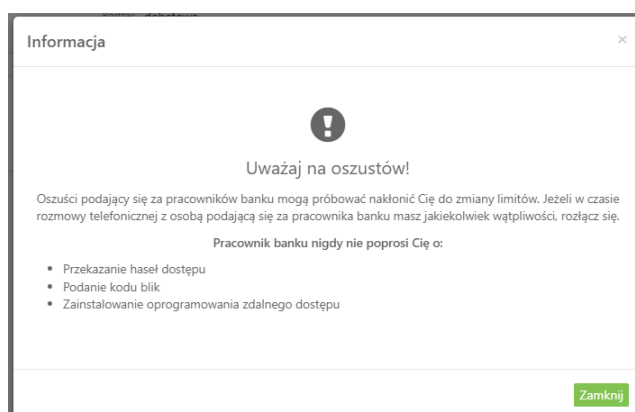 Rodzaj debetowa
Informacja
×
Uważaj na oszustów!
Oszuści podający się za pracowników banku mogą próbować nakłonić Cię do zmiany limitów. Jeżeli w czasie
rozmowy telefonicznej z osobą podającą się za pracownika banku masz jakiekolwiek wątpliwości, rozłącz się.
Pracownik banku nigdy nie poprosi Cię o:
• Przekazanie haseł dostępu
• Podanie kodu blik
• Zainstalowanie oprogramowania zdalnego dostępu
Zamknij